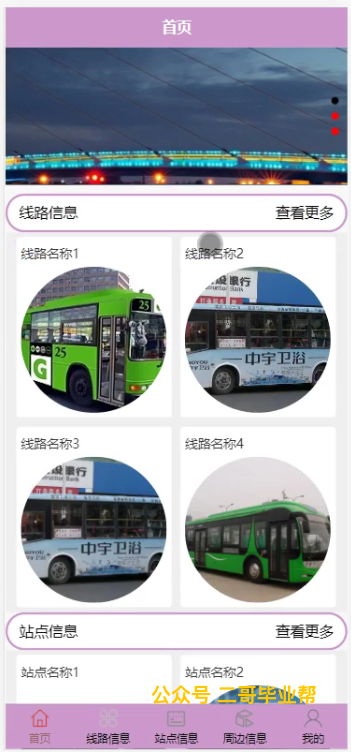 首页
线路信息 查看更多
线路名称1 线路名称2
25
25
G
中宇卫浴
线路名称3 线路名称4
中宇卫浴
站点信息 查看更多
站点名称1 站点名称2
公众号 二哥毕业帮
首页 线路信息 站点信息 周边信息 我的